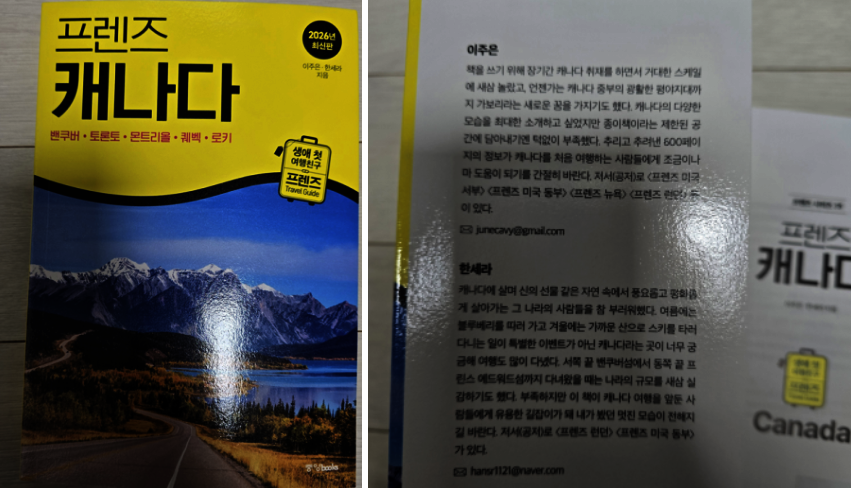 프렌즈
캐나다
밴쿠버 • 토론토 • 몬트리올 • 퀘벡 • 로키
2026년
최신판
이주은·한세라
지음
생애 첫
여행친구
프렌즈
Travel Guide
books
이주은
책을 쓰기 위해 장기간 캐나다 취재를 하면서 거대한 스케일
에 새삼 놀랐고, 언젠가는 캐나다 중부의 광활한 평야지대까
지 가보리라는 새로운 꿈을 가지기도 했다. 캐나다의 다양한
모습을 최대한 소개하고 싶었지만 종이책이라는 제한된 공
간에 담아내기엔 턱없이 부족했다. 추리고 추려낸 600페이
지의 정보가 캐나다를 처음 여행하는 사람들에게 조금이나
마 도움이 되기를 간절히 바란다. 저서(공저)로 <프렌즈 미국
서부> <프렌즈 미국 동부> <프렌즈 뉴욕> <프렌즈 런던> 등
이 있다.
junecavy@gmail.com
한세라
캐나다에 살며 신의 선물 같은 자연 속에서 풍요롭고 평화롭
게 살아가는 그 나라의 사람들을 참 부러워했다. 여름에는
블루베리를 따러 가고 겨울에는 가까운 산으로 스키를 타러
다니는 일이 특별한 이벤트가 아닌 캐나다라는 곳이 너무 궁
금해 여행도 많이 다녔다. 서쪽 끝 밴쿠버섬에서 동쪽 끝 프
린스 에드워드섬까지 다녀왔을 때는 나라의 규모를 새삼 실
감하기도 했다. 부족하지만 이 책이 캐나다 여행을 앞둔 사
람들에게 유용한 길잡이가 돼 내가 봤던 멋진 모습이 전해지
길 바란다. 저서(공저)로 <프렌즈 런던> <프렌즈 미국 동부>
가 있다.
hansr1121@naver.com
프렌즈
캐나다
생애 첫
여행친구
프렌즈
Canada